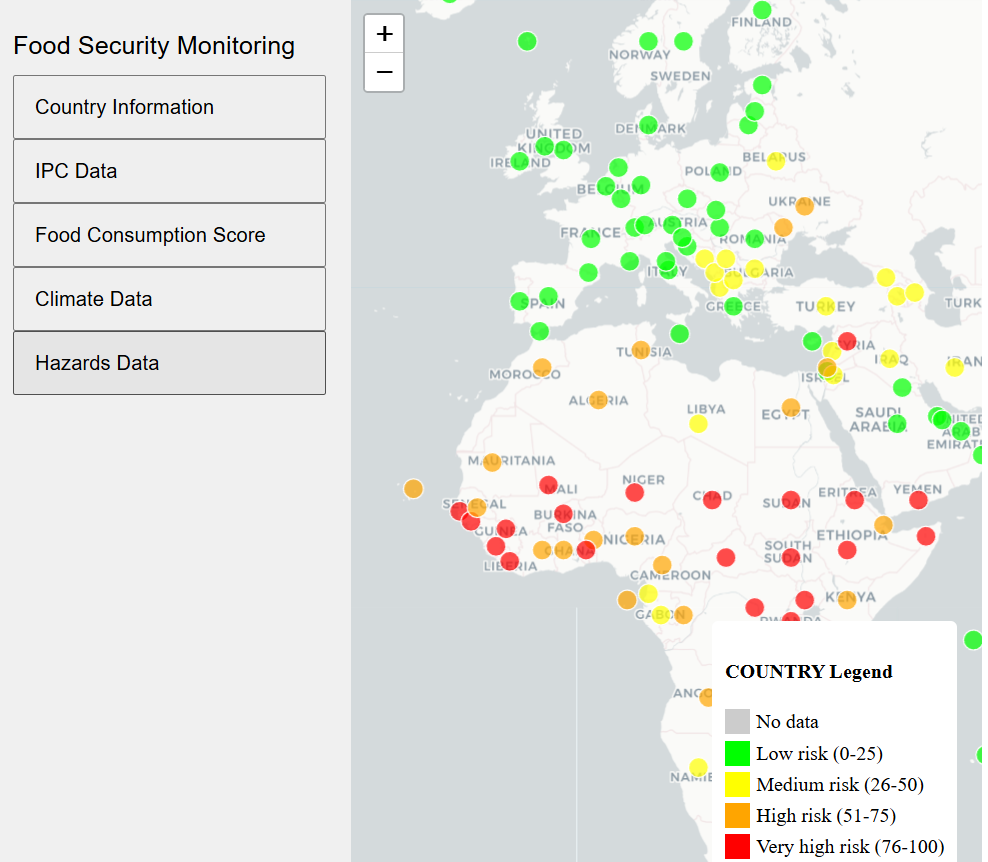 Food Security Monitoring
Country Information
IPC Data
Food Consumption Score
Climate Data
Hazards Data
+
−
FINLAND
NORWAY
SWEDEN
DENMARK
UNITED
KINGDOM
IRELAND
BELARUS
POLAND
BELGIUM
UKRAINE
FRANCE
AUSTRIA
ROMANIA
ITALY
BULGARIA
SPAIN
GREECE
TURKEY
TURK
TUNISIA
SYRIA
IRAQ
IRAN
MOROCCO
ISRAEL
ALGERIA
LIBYA
EGYPT
SAUDI
ARABIA
UNITED
ARAB
EMIRATE
MAURITANIA
MALI
NIGER
CHAD
SUDAN
ERITREA
YEMEN
SENEGAL
BURKINA
FASO
GUINEA
GHANA
NIGERIA
ETHIOPIA
SOUTH
SUDAN
LIBERIA
CAMEROON
KENYA
GABON
RWANDA
ANGO
NAMIB
COUNTRY Legend
No data
Low risk (0-25)
Medium risk (26-50)
High risk (51-75)
Very high risk (76-100)